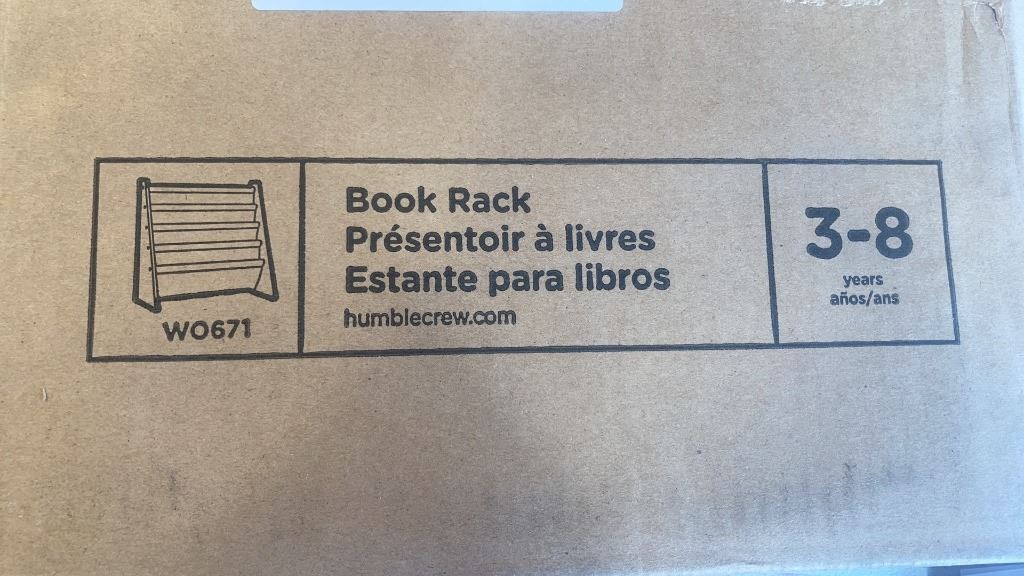 Book Rack
Présentoir à livres
Estante para libros
humblecrew.com
WO671
3-8
years
años/ans